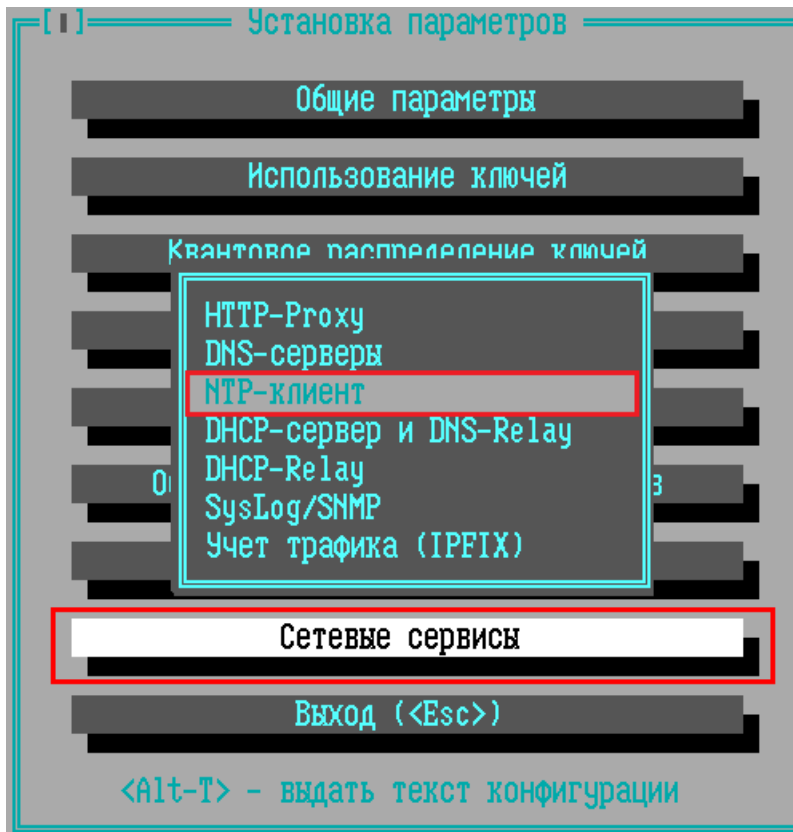 Установка параметров
Общие параметры
Использование ключей
Квантовое распределение ключей
HTTP-Proxy
DNS-серверы
NTP-клиент
DHCP-сервер и DNS-Relay
DHCP-Relay
SysLog/SNMP
Учет трафика (IPFIX)
Сетевые сервисы
Выход (<Esc>)
<Alt-T> - выдать текст конфигурации